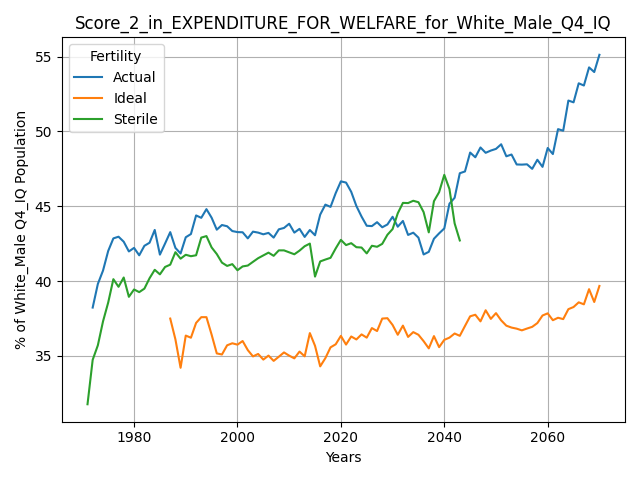 Score_2_in_EXPENDITURE_FOR_WELFARE_for_White_Male_Q4_IQ
Fertility
Actual
Ideal
Sterile
% of White_Male Q4_IQ Population
55
50
45
40
35
1980
2000
2020
2040
2060
Years